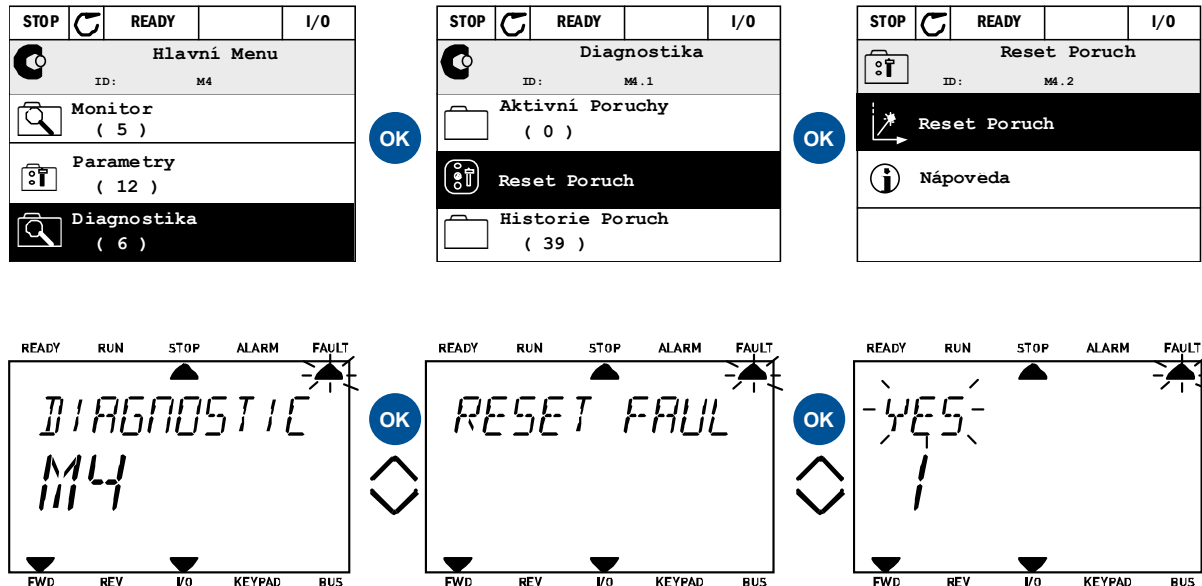 STOP READY I/O
Hlavní Menu
ID: M4
Monitor
( 5 )
Parametry
( 12 )
Diagnostika
( 6 )
OK
STOP READY I/O
Diagnostika
ID: M4.1
Aktivní Poruchy
( 0 )
Reset Poruch
Historie Poruch
( 39 )
OK
STOP READY I/O
Reset Poruch
ID: M4.2
Reset Poruch
Nápoveda
READY RUN STOP ALARM FAULT
DIAGNOSTIC
M4
FWD REV I/O KEYPAD BUS
OK
READY RUN STOP ALARM FAULT
RESET FAUL
FWD REV I/O KEYPAD BUS
OK
READY RUN STOP ALARM FAULT
YES
1
FWD REV I/O KEYPAD BUS